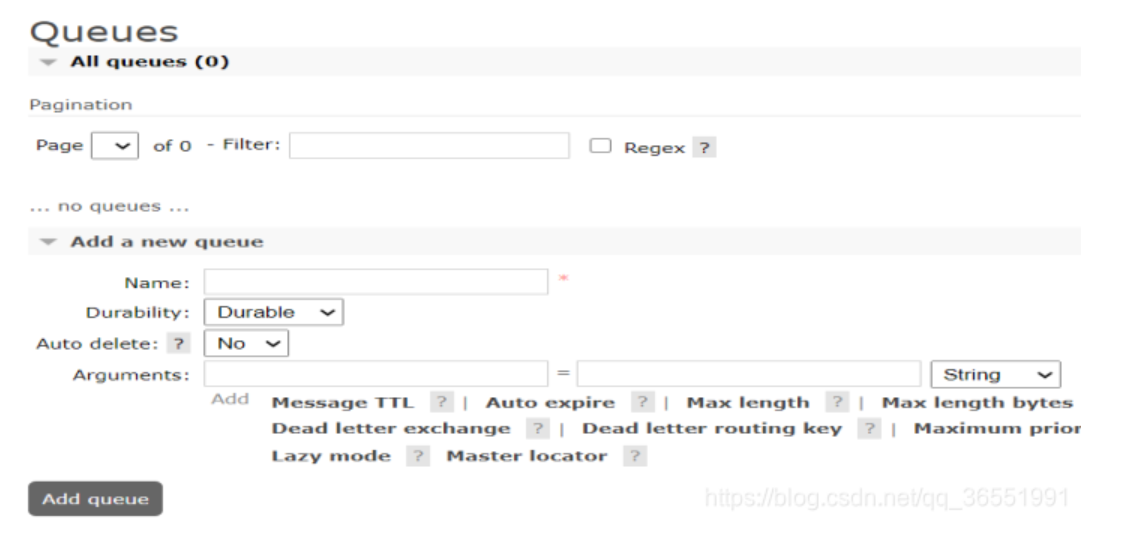 Queues
All queues (0)
Pagination
Page of 0 - Filter: Regex ?
... no queues ...
Add a new queue
Name: *
Durability: Durable
Auto delete: ? No
Arguments: = String
Add Message TTL ? | Auto expire ? | Max length ? | Max length bytes
Dead letter exchange ? | Dead letter routing key ? | Maximum prior
Lazy mode ? Master locator ?
Add queue
https://blog.csdn.net/qq_36551991